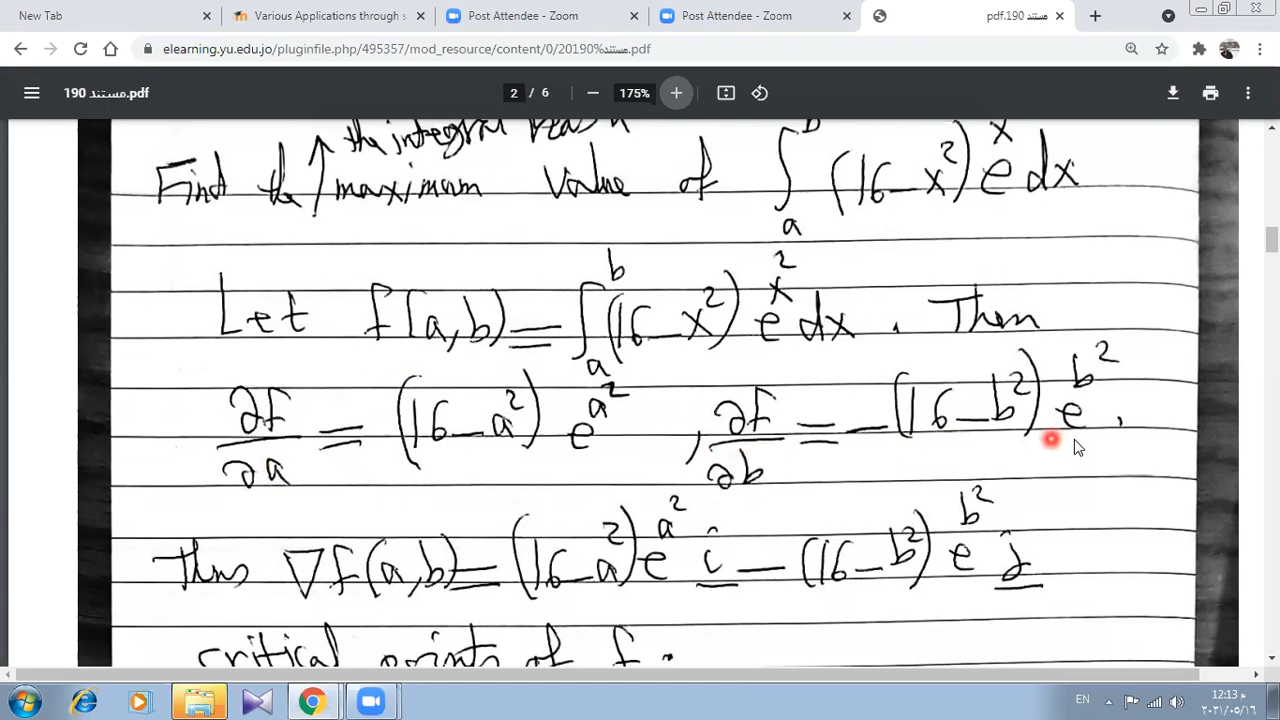 New Tab
Various Applications through s
Post Attendee - Zoom
Post Attendee - Zoom
مستند 190.pdf
elearning.yu.edu.jo/pluginfile.php/495357/mod_resource/content/0/20190%مستند.pdf
مستند 190.pdf
2 / 6
175%
the integral
Find the ↑ maximum value of ∫_a^b (16-x²) e^x dx
Let f(a,b) = ∫_a^b (16-x²) e^{x²} dx . Then
∂f/∂a = (16-a²) e^{a²} , ∂f/∂b = -(16-b²) e^{b²} .
Thus ∇f(a,b) = (16-a²) e^{a²} i - (16-b²) e^{b²} j
critical points of f .
EN
12:13 م
٢٠٢١/٠٥/١٦